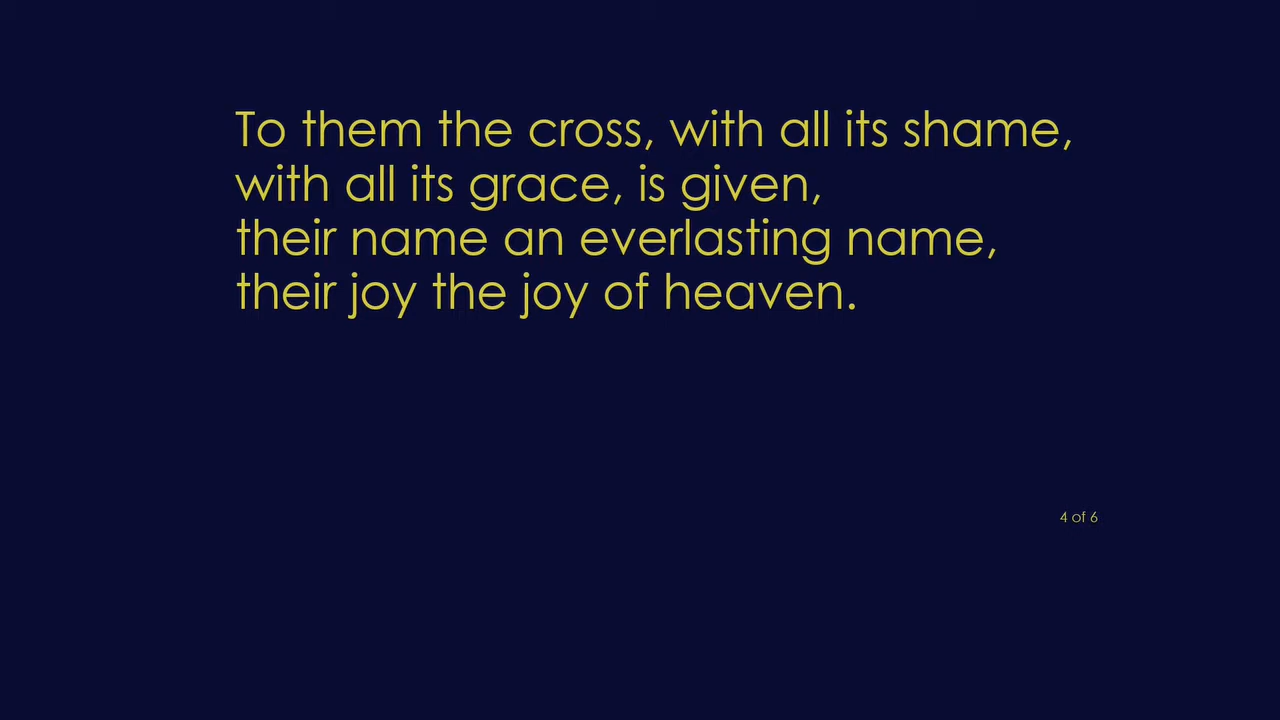 To them the cross, with all its shame,
with all its grace, is given,
their name an everlasting name,
their joy the joy of heaven.
4 of 6